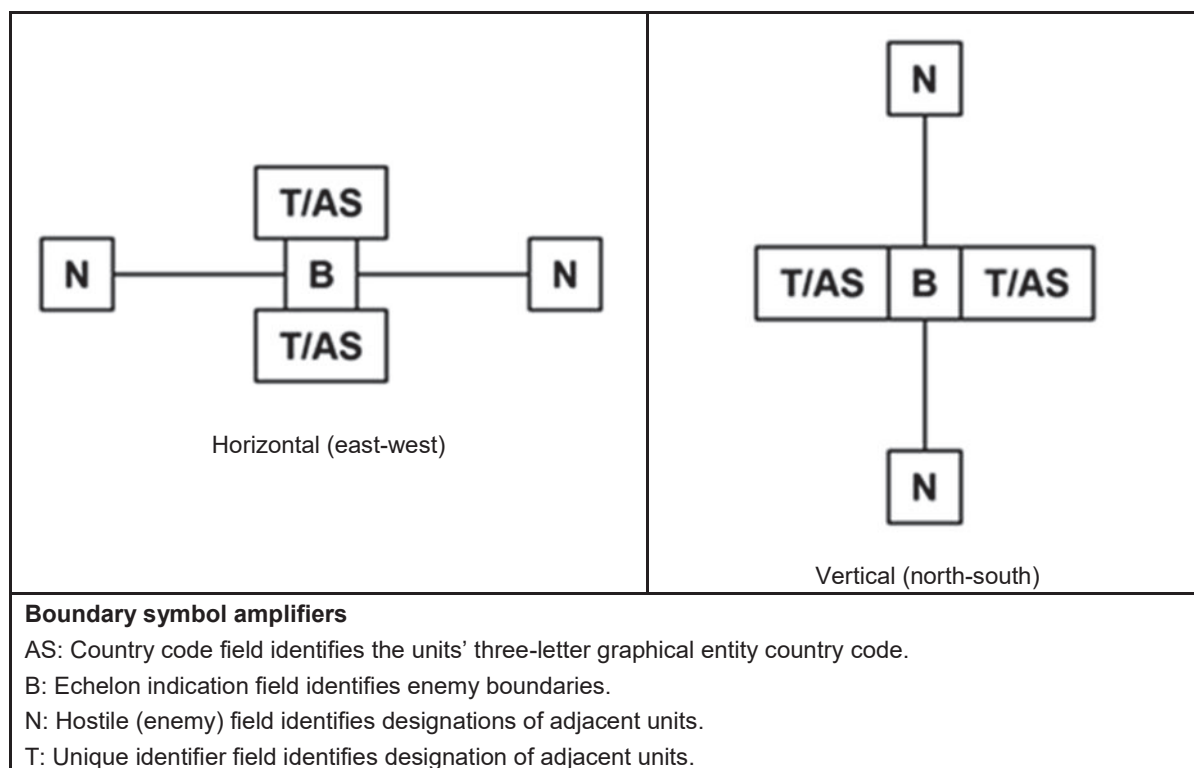 T/AS
N B N
T/AS
Horizontal (east-west)
N
T/AS B T/AS
N
Vertical (north-south)
Boundary symbol amplifiers
AS: Country code field identifies the units’ three-letter graphical entity country code.
B: Echelon indication field identifies enemy boundaries.
N: Hostile (enemy) field identifies designations of adjacent units.
T: Unique identifier field identifies designation of adjacent units.